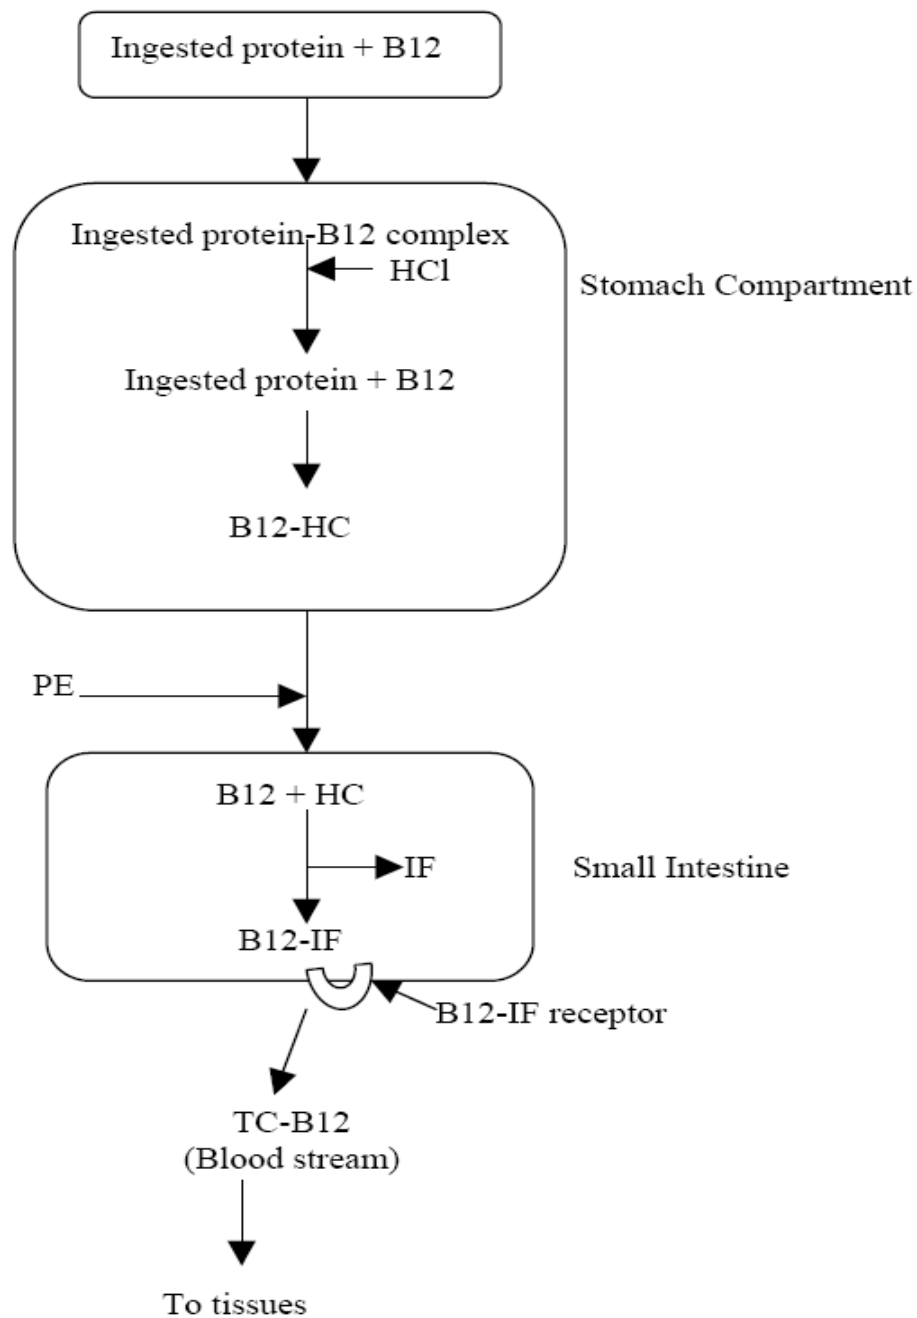 Ingested protein + B12
Ingested protein-B12 complex
HCl
Stomach Compartment
Ingested protein + B12
B12-HC
PE
B12 + HC
IF
Small Intestine
B12-IF
B12-IF receptor
TC-B12
(Blood stream)
To tissues